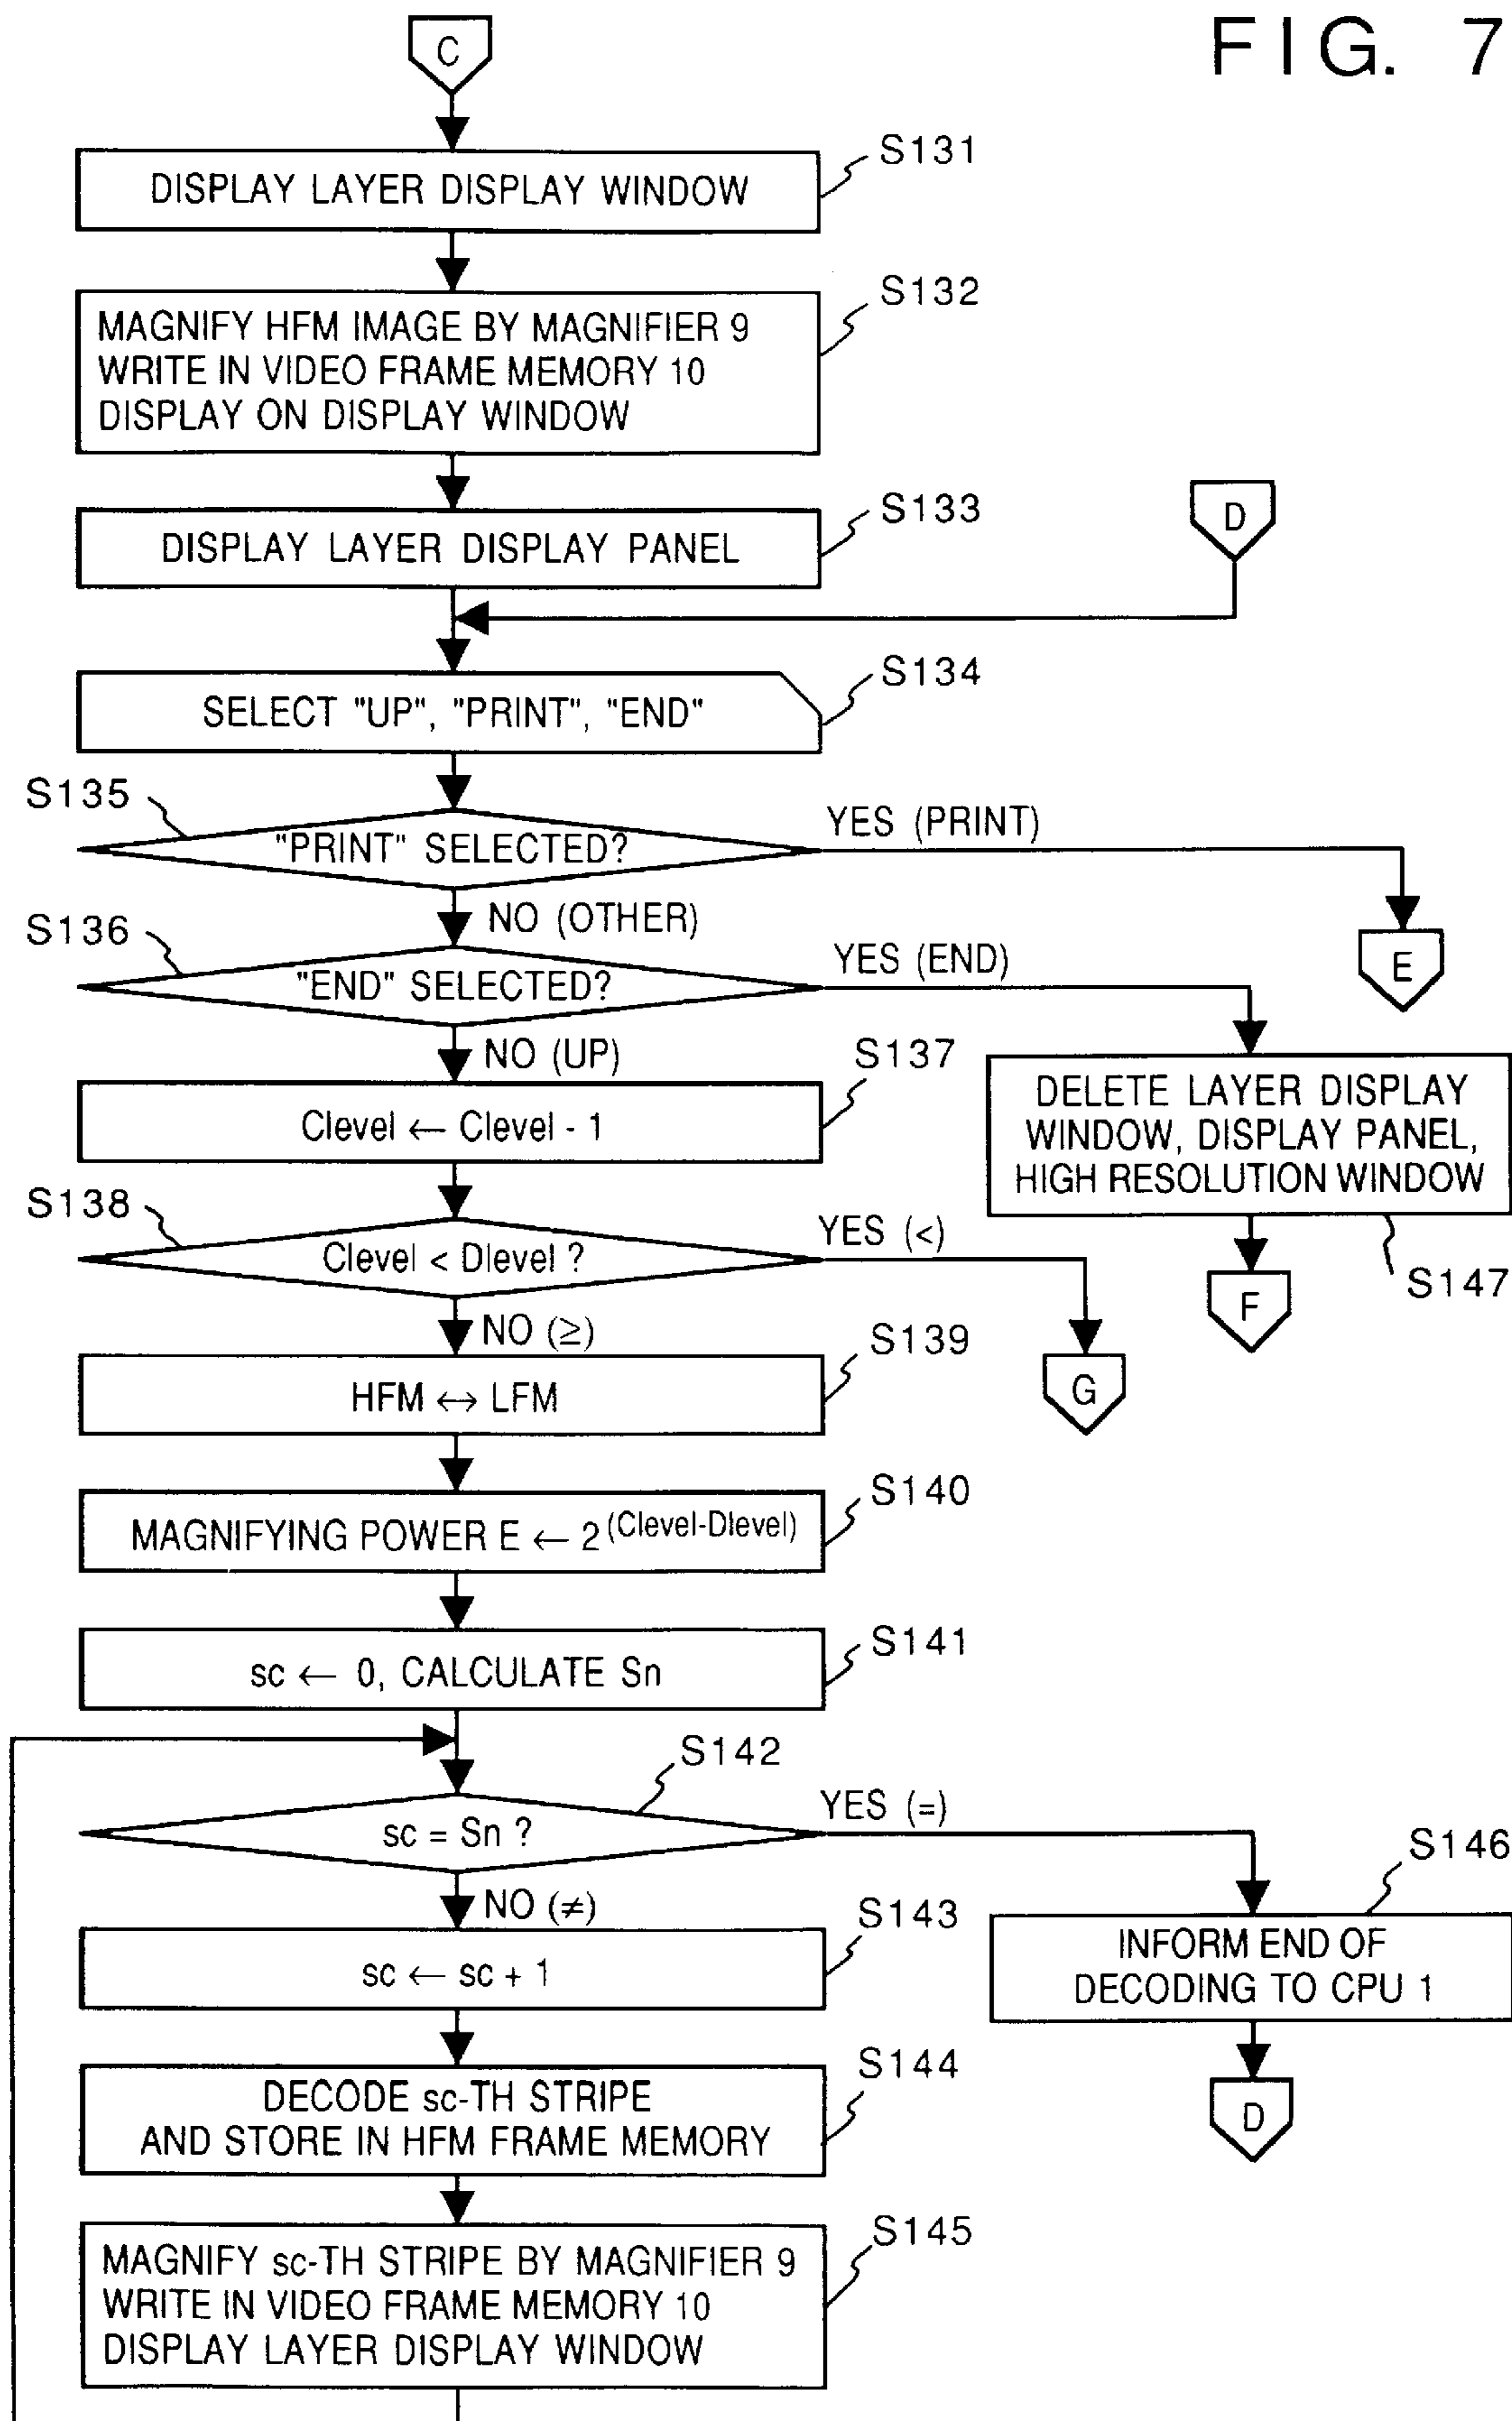 FIG. 7
C
S131
DISPLAY LAYER DISPLAY WINDOW
S132
MAGNIFY HFM IMAGE BY MAGNIFIER 9
WRITE IN VIDEO FRAME MEMORY 10
DISPLAY ON DISPLAY WINDOW
S133
DISPLAY LAYER DISPLAY PANEL
D
S134
SELECT "UP", "PRINT", "END"
S135
"PRINT" SELECTED?
YES (PRINT)
NO (OTHER)
E
S136
"END" SELECTED?
YES (END)
NO (UP)
S137
Clevel ← Clevel - 1
DELETE LAYER DISPLAY
WINDOW, DISPLAY PANEL,
HIGH RESOLUTION WINDOW
S147
F
S138
Clevel < Dlevel ?
YES (<)
NO (≥)
G
S139
HFM ↔ LFM
S140
MAGNIFYING POWER E ← 2^(Clevel-Dlevel)
S141
sc ← 0, CALCULATE Sn
S142
sc = Sn ?
YES (=)
NO (≠)
S146
INFORM END OF
DECODING TO CPU 1
D
S143
sc ← sc + 1
S144
DECODE sc-TH STRIPE
AND STORE IN HFM FRAME MEMORY
S145
MAGNIFY sc-TH STRIPE BY MAGNIFIER 9
WRITE IN VIDEO FRAME MEMORY 10
DISPLAY LAYER DISPLAY WINDOW